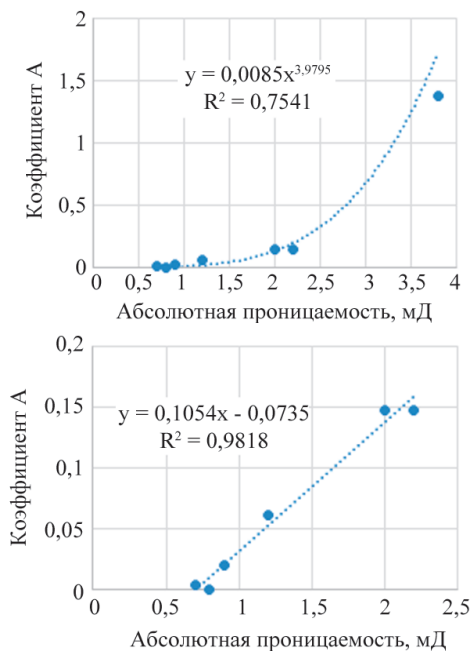 2
1,5
1
0,5
0
Коэффициент А
y = 0,0085x^3,9795
R² = 0,7541
0 0,5 1 1,5 2 2,5 3 3,5 4
Абсолютная проницаемость, мД
0,2
0,15
0,1
0,05
0
Коэффициент А
y = 0,1054x - 0,0735
R² = 0,9818
0 0,5 1 1,5 2 2,5
Абсолютная проницаемость, мД